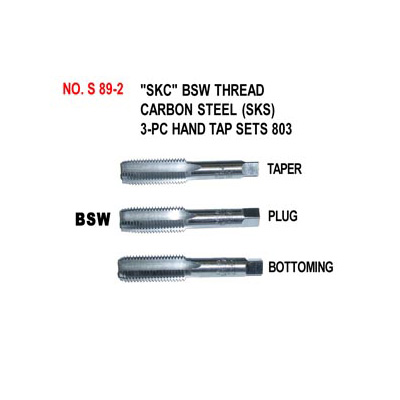 NO. S 89-2 "SKC" BSW THREAD
CARBON STEEL (SKS)
3-PC HAND TAP SETS 803
TAPER
BSW PLUG
BOTTOMING